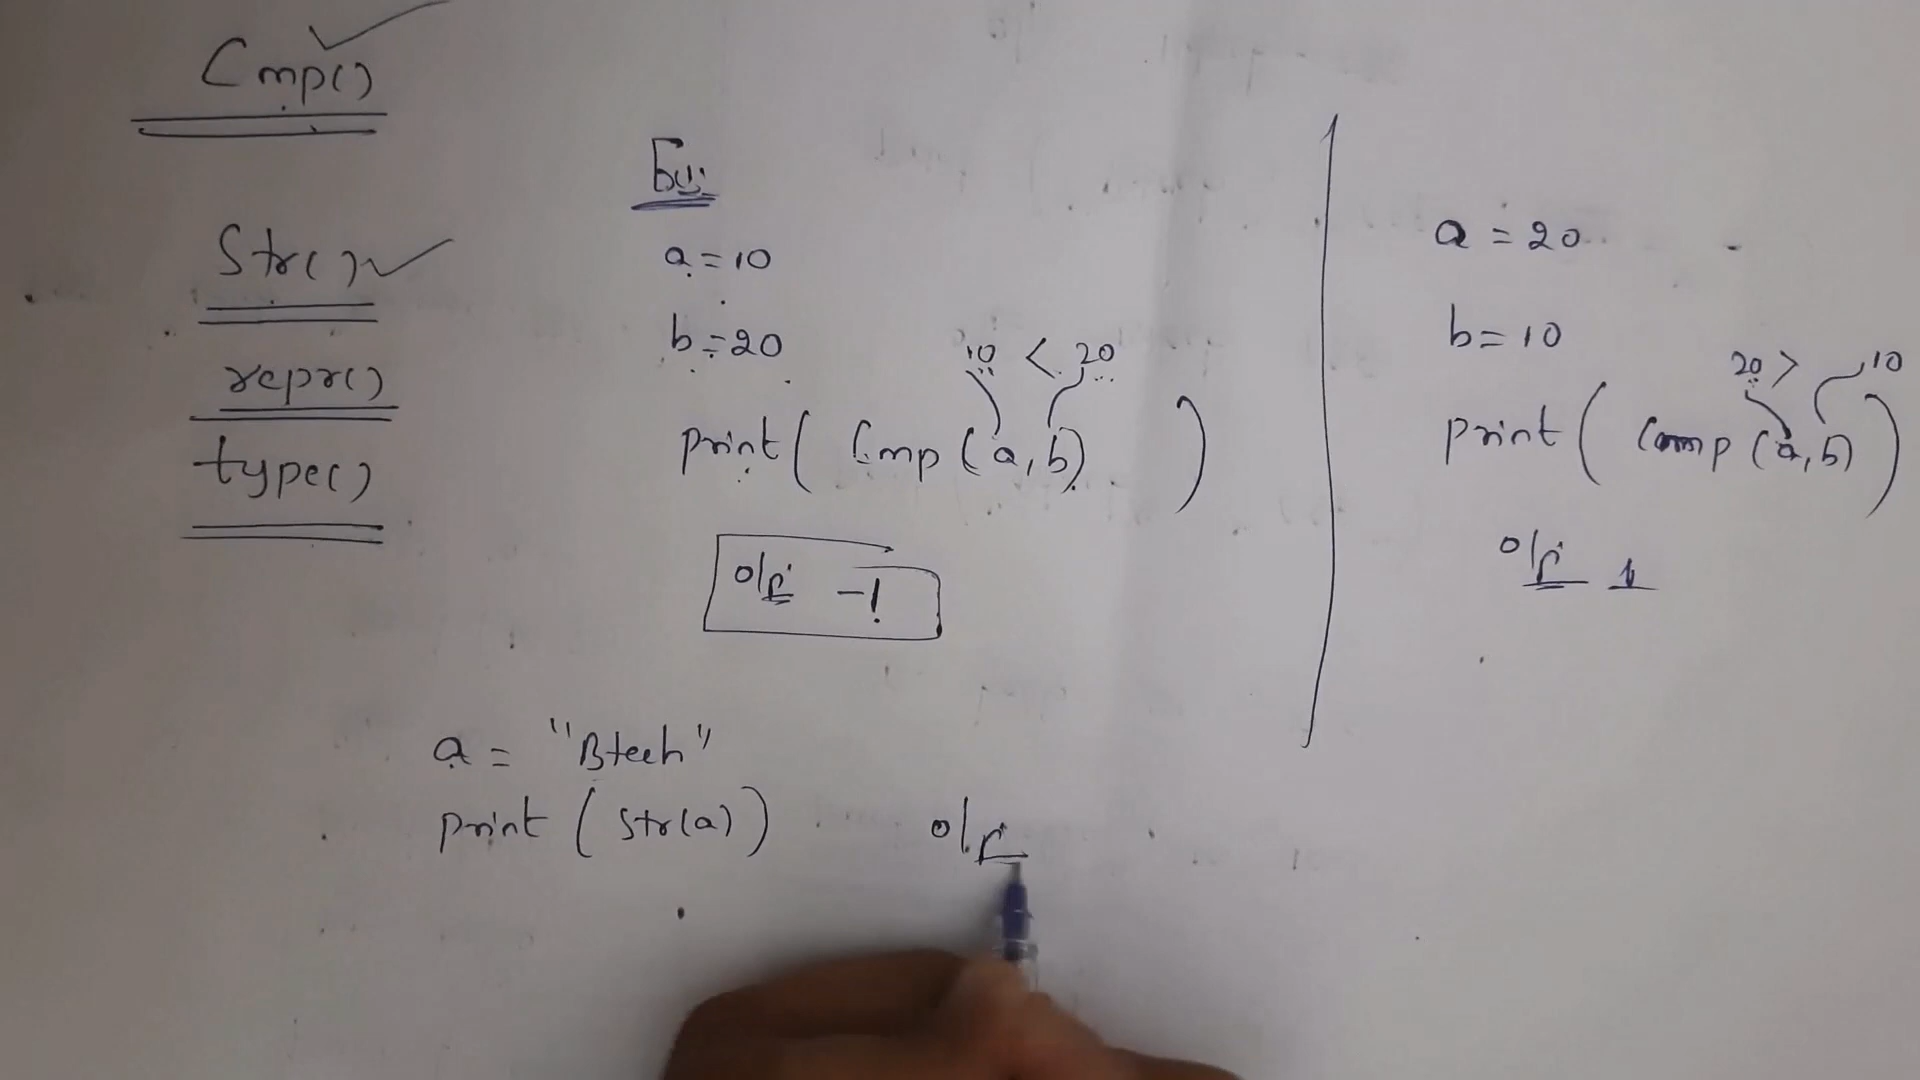 Cmp()
Str()
repr()
type()
Ex:
a = 10
b = 20
10 < 20
print( Cmp (a, b) )
o/p -1
a = 20
b = 10
20 > 10
print( Cmp (a, b) )
o/p 1
a = "Btech"
print ( str(a) )
o/p